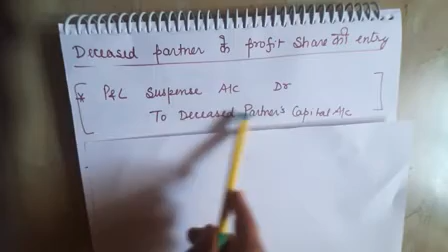 Deceased partner के profit share की entry
* P&L Suspense A/c Dr
To Deceased Partner's Capital A/c